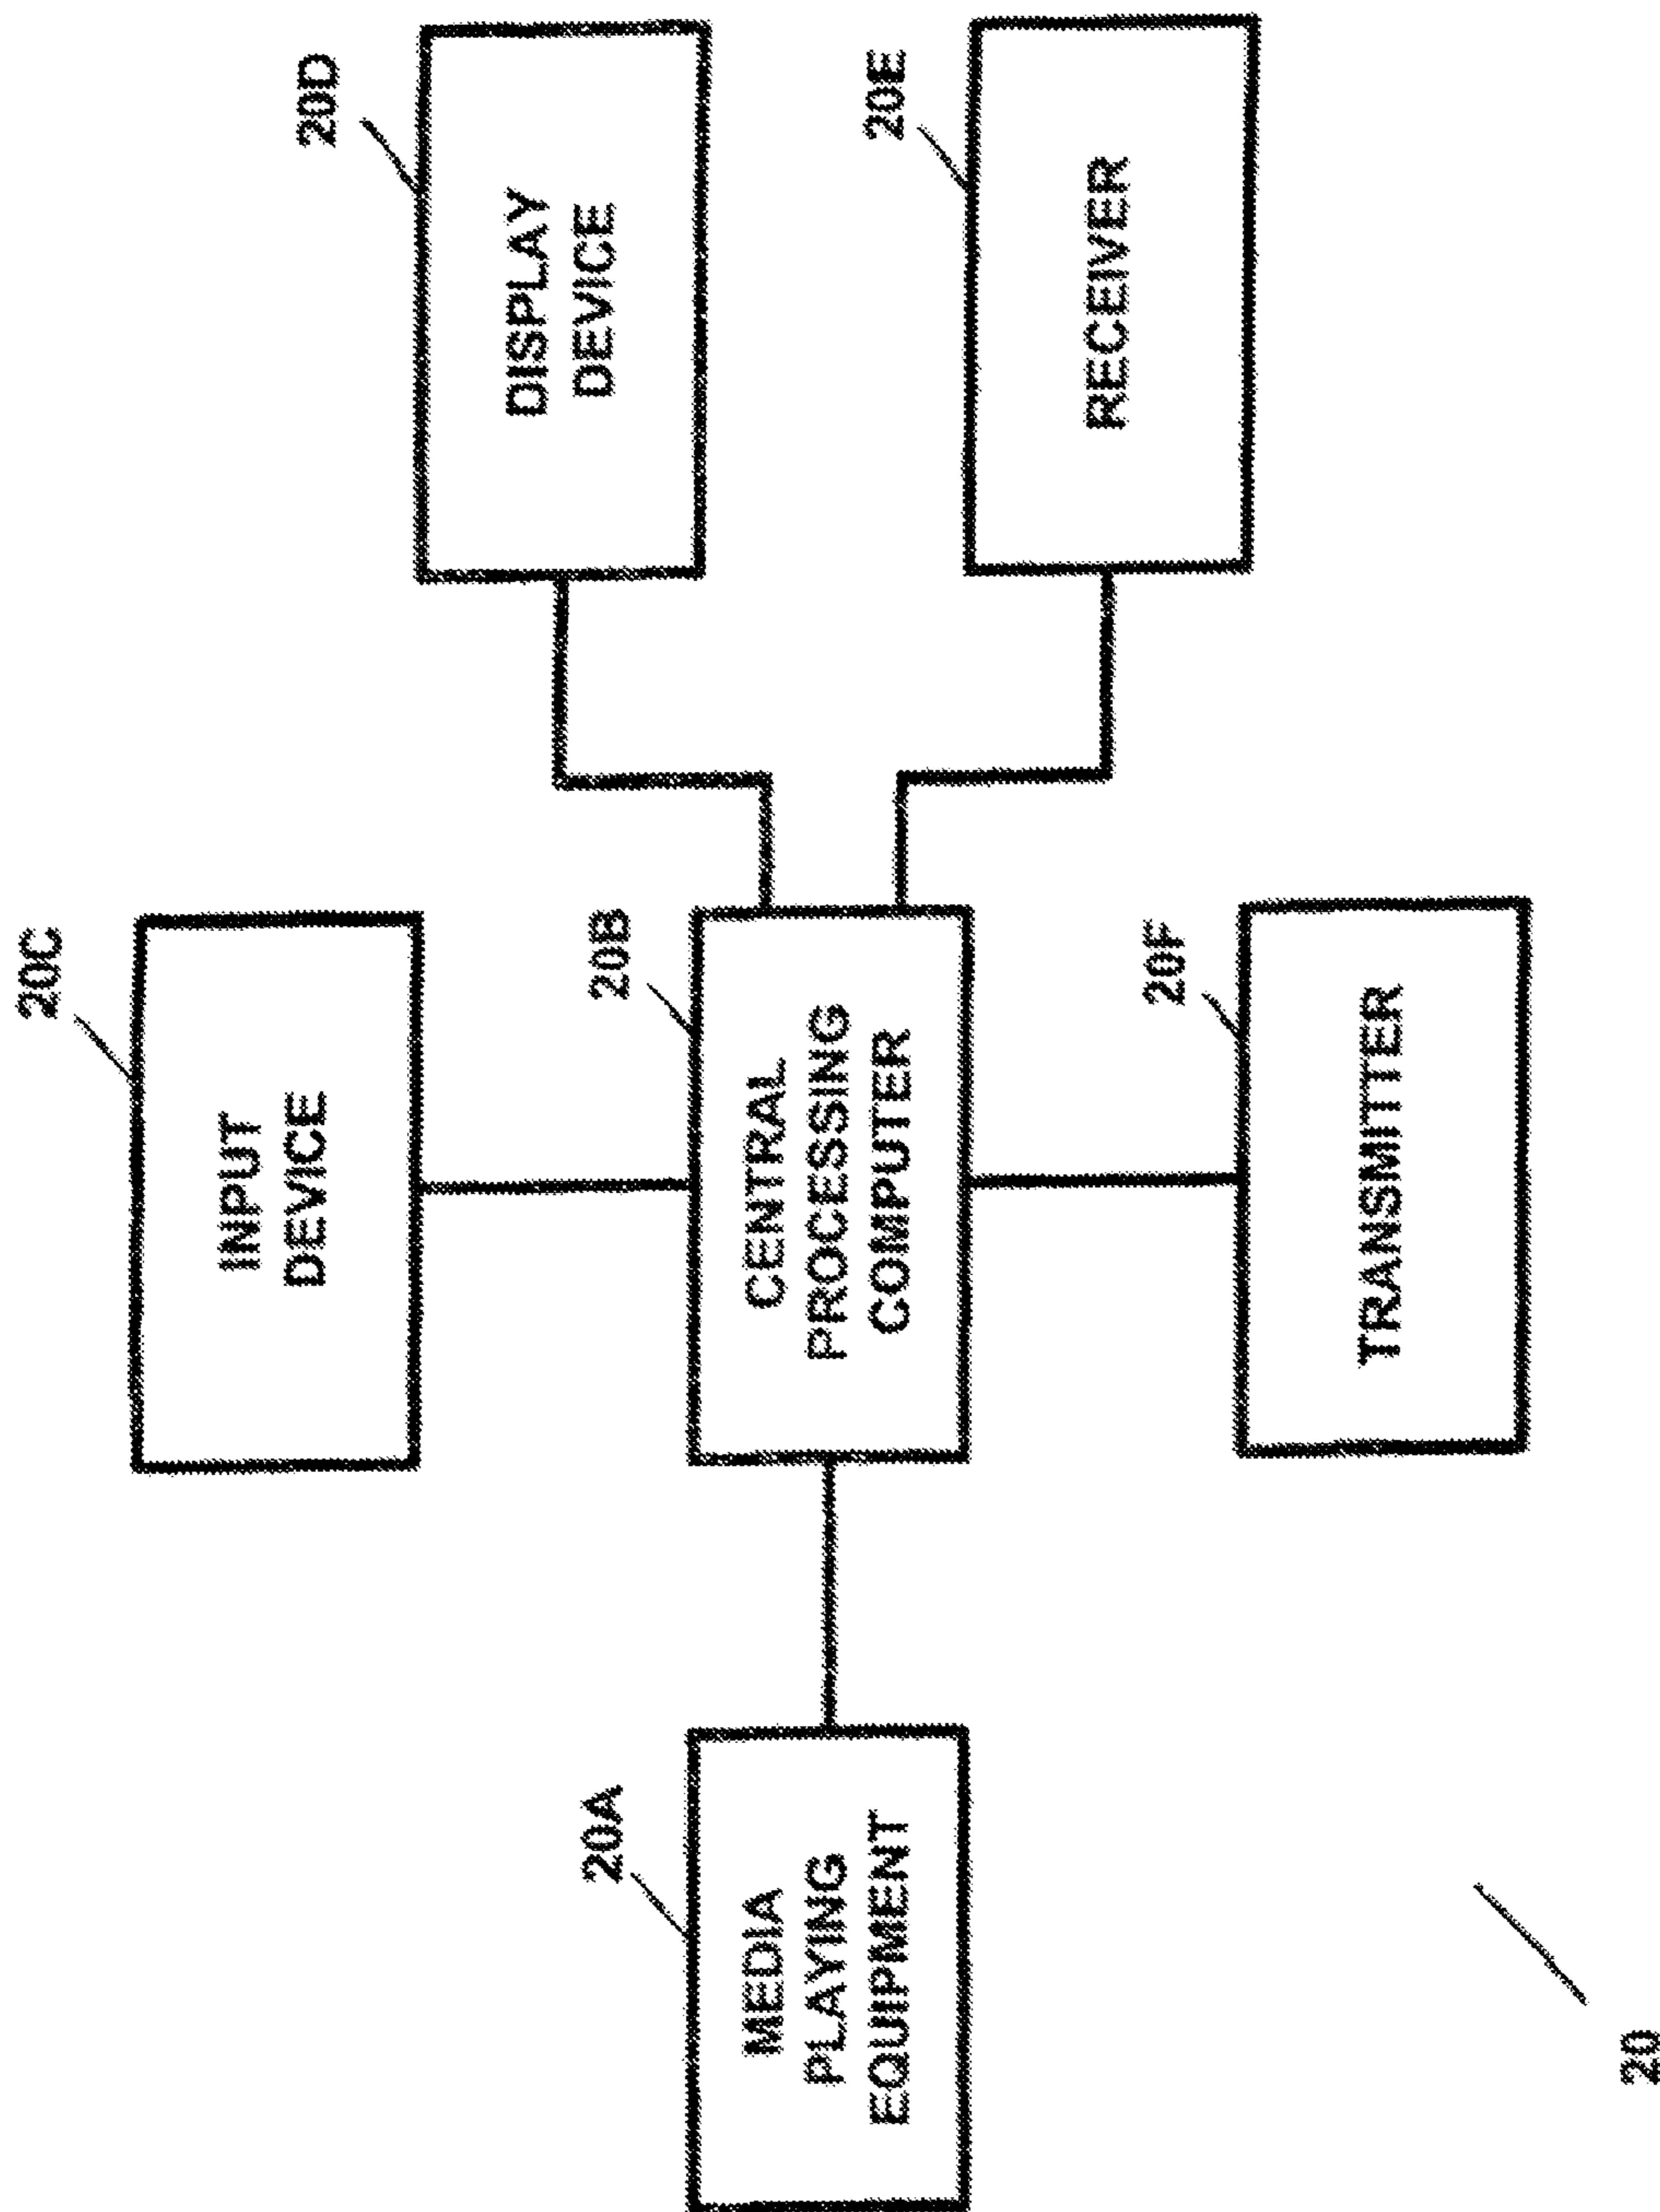 20C
INPUT
DEVICE
20D
DISPLAY
DEVICE
20A
MEDIA
PLAYING
EQUIPMENT
20B
CENTRAL
PROCESSING
COMPUTER
20E
RECEIVER
20F
TRANSMITTER
20